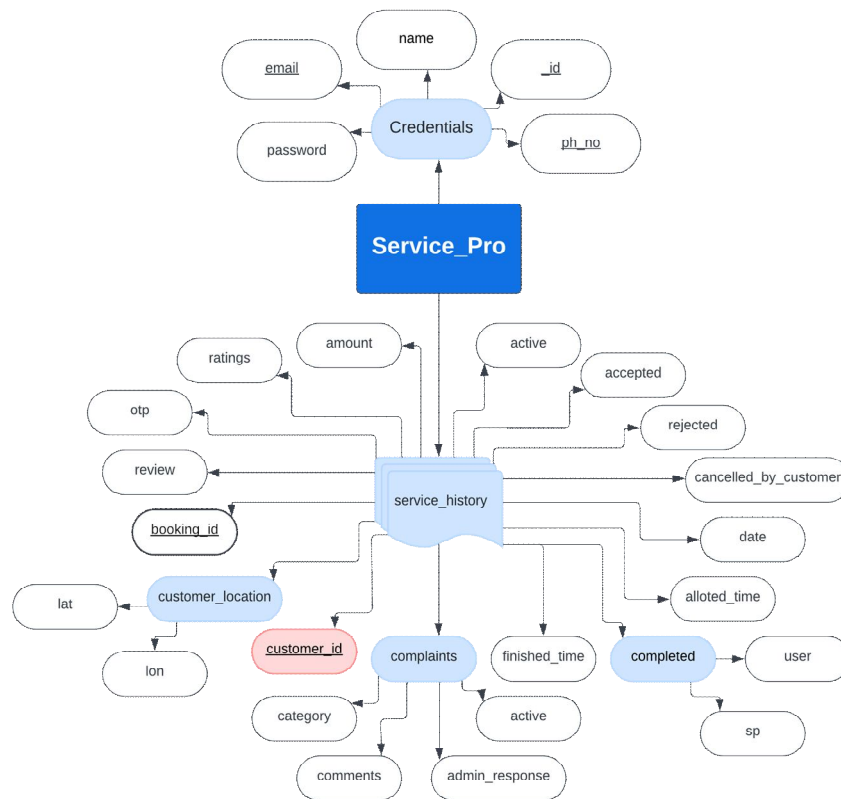 name
email
_id
Credentials
password
ph_no
Service_Pro
amount
active
ratings
accepted
otp
rejected
review
cancelled_by_customer
service_history
booking_id
date
customer_location
alloted_time
lat
customer_id
complaints
finished_time
completed
user
lon
category
active
sp
comments
admin_response